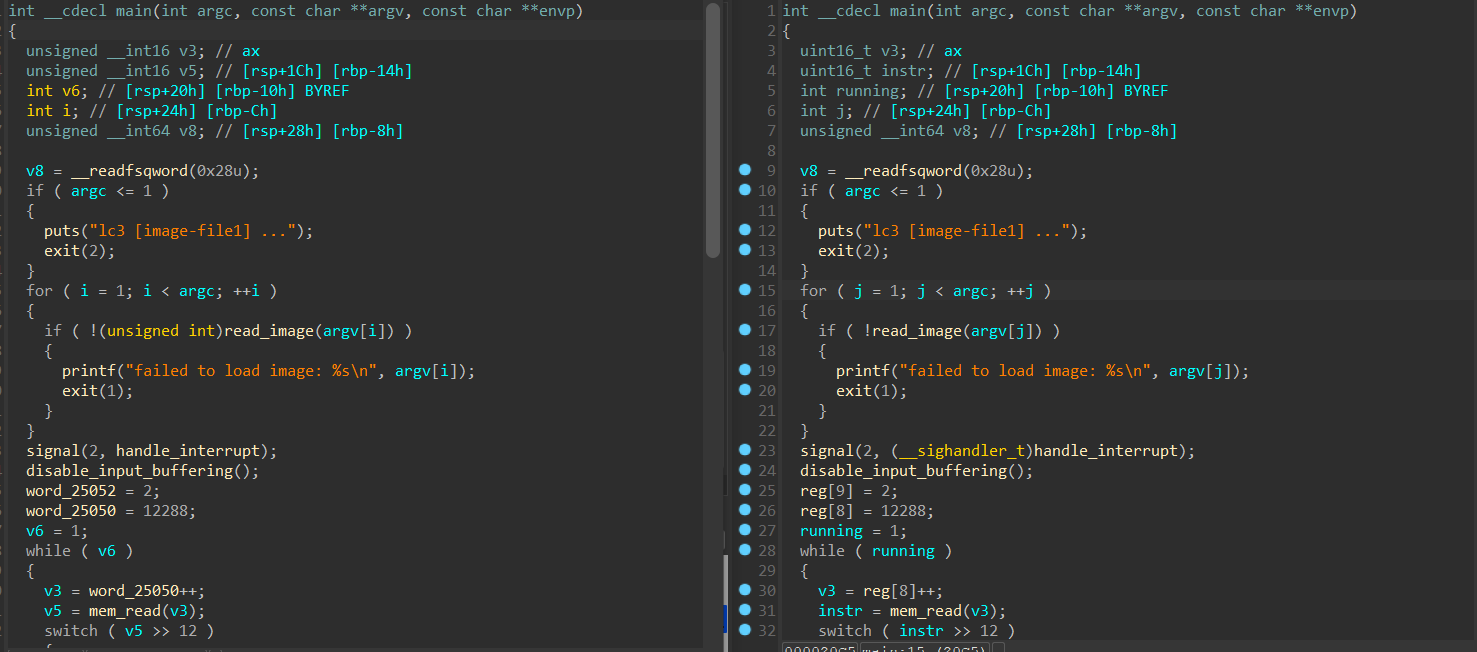 int __cdecl main(int argc, const char **argv, const char **envp)
{
  unsigned __int16 v3; // ax
  unsigned __int16 v5; // [rsp+1Ch] [rbp-14h]
  int v6; // [rsp+20h] [rbp-10h] BYREF
  int i; // [rsp+24h] [rbp-Ch]
  unsigned __int64 v8; // [rsp+28h] [rbp-8h]

  v8 = __readfsqword(0x28u);
  if ( argc <= 1 )
  {
    puts("lc3 [image-file1] ...");
    exit(2);
  }
  for ( i = 1; i < argc; ++i )
  {
    if ( !(unsigned int)read_image(argv[i]) )
    {
      printf("failed to load image: %s\n", argv[i]);
      exit(1);
    }
  }
  signal(2, handle_interrupt);
  disable_input_buffering();
  word_25052 = 2;
  word_25050 = 12288;
  v6 = 1;
  while ( v6 )
  {
    v3 = word_25050++;
    v5 = mem_read(v3);
    switch ( v5 >> 12 )
    {
1 int __cdecl main(int argc, const char **argv, const char **envp)
2 {
3   uint16_t v3; // ax
4   uint16_t instr; // [rsp+1Ch] [rbp-14h]
5   int running; // [rsp+20h] [rbp-10h] BYREF
6   int j; // [rsp+24h] [rbp-Ch]
7   unsigned __int64 v8; // [rsp+28h] [rbp-8h]
8
9   v8 = __readfsqword(0x28u);
10   if ( argc <= 1 )
11   {
12     puts("lc3 [image-file1] ...");
13     exit(2);
14   }
15   for ( j = 1; j < argc; ++j )
16   {
17     if ( !read_image(argv[j]) )
18     {
19       printf("failed to load image: %s\n", argv[j]);
20       exit(1);
21     }
22   }
23   signal(2, (__sighandler_t)handle_interrupt);
24   disable_input_buffering();
25   reg[9] = 2;
26   reg[8] = 12288;
27   running = 1;
28   while ( running )
29   {
30     v3 = reg[8]++;
31     instr = mem_read(v3);
32     switch ( instr >> 12 )